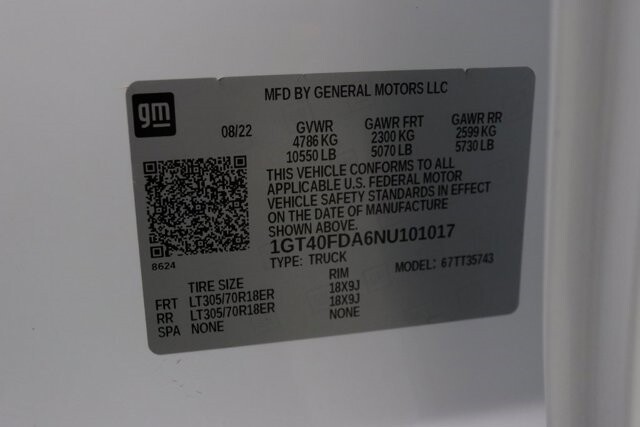 MFD BY GENERAL MOTORS LLC
gm
08/22 GVWR GAWR FRT GAWR RR
4786 KG 2300 KG 2599 KG
10550 LB 5070 LB 5730 LB
THIS VEHICLE CONFORMS TO ALL
APPLICABLE U.S. FEDERAL MOTOR
VEHICLE SAFETY STANDARDS IN EFFECT
ON THE DATE OF MANUFACTURE
SHOWN ABOVE.
1GT40FDA6NU101017
8624
TYPE: TRUCK MODEL: 67TT35743
TIRE SIZE RIM
FRT LT305/70R18ER 18X9J
RR LT305/70R18ER 18X9J
SPA NONE NONE